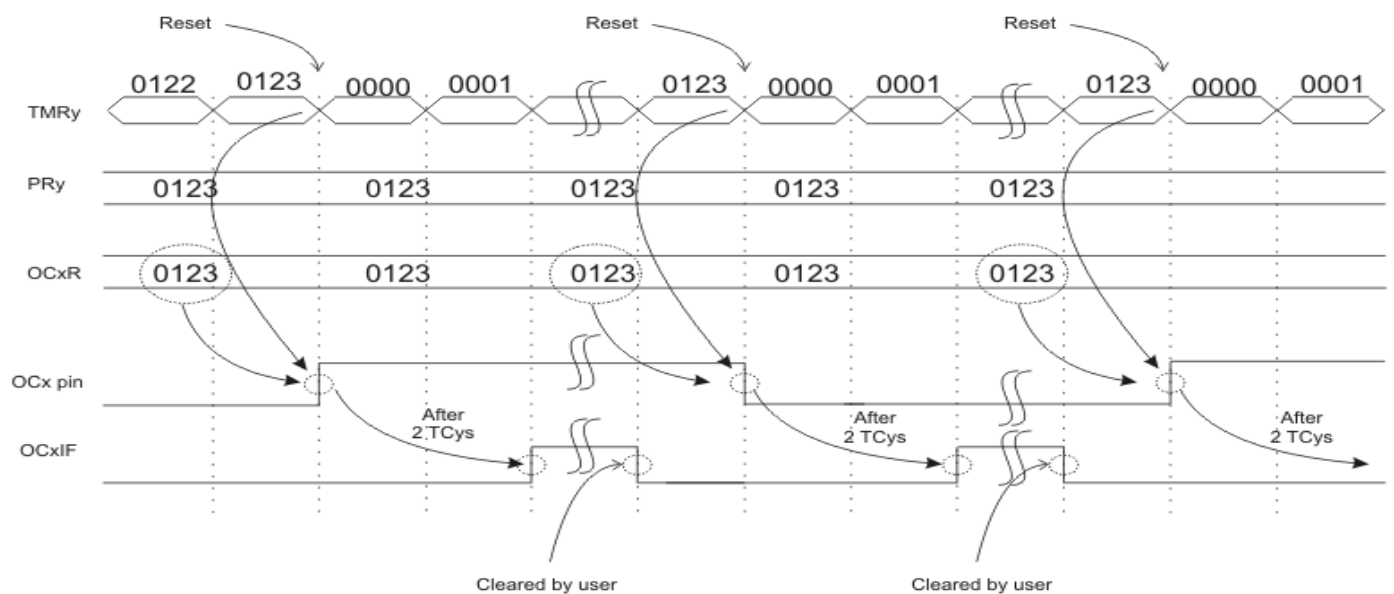 Reset Reset Reset
0122 0123 0000 0001 0123 0000 0001 0123 0000 0001
TMRy
PRy 0123 0123 0123 0123 0123
OCxR 0123 0123 0123 0123 0123
OCx pin
After After After
2 TCys 2 TCys 2 TCys
OCxIF
Cleared by user Cleared by user